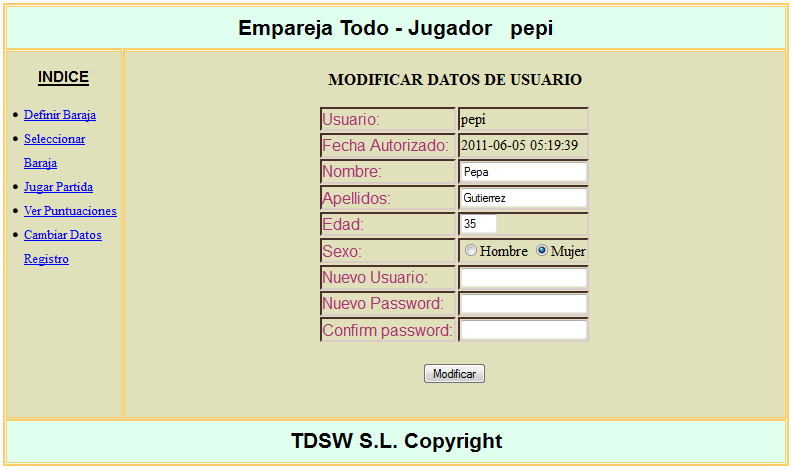 Empareja Todo - Jugador pepi
INDICE
Definir Baraja
Seleccionar
Baraja
Jugar Partida
Ver Puntuaciones
Cambiar Datos
Registro
MODIFICAR DATOS DE USUARIO
Usuario: pepi
Fecha Autorizado: 2011-06-05 05:19:39
Nombre: Pepa
Apellidos: Gutierrez
Edad: 35
Sexo: Hombre Mujer
Nuevo Usuario:
Nuevo Password:
Confirm password:
Modificar
TDSW S.L. Copyright